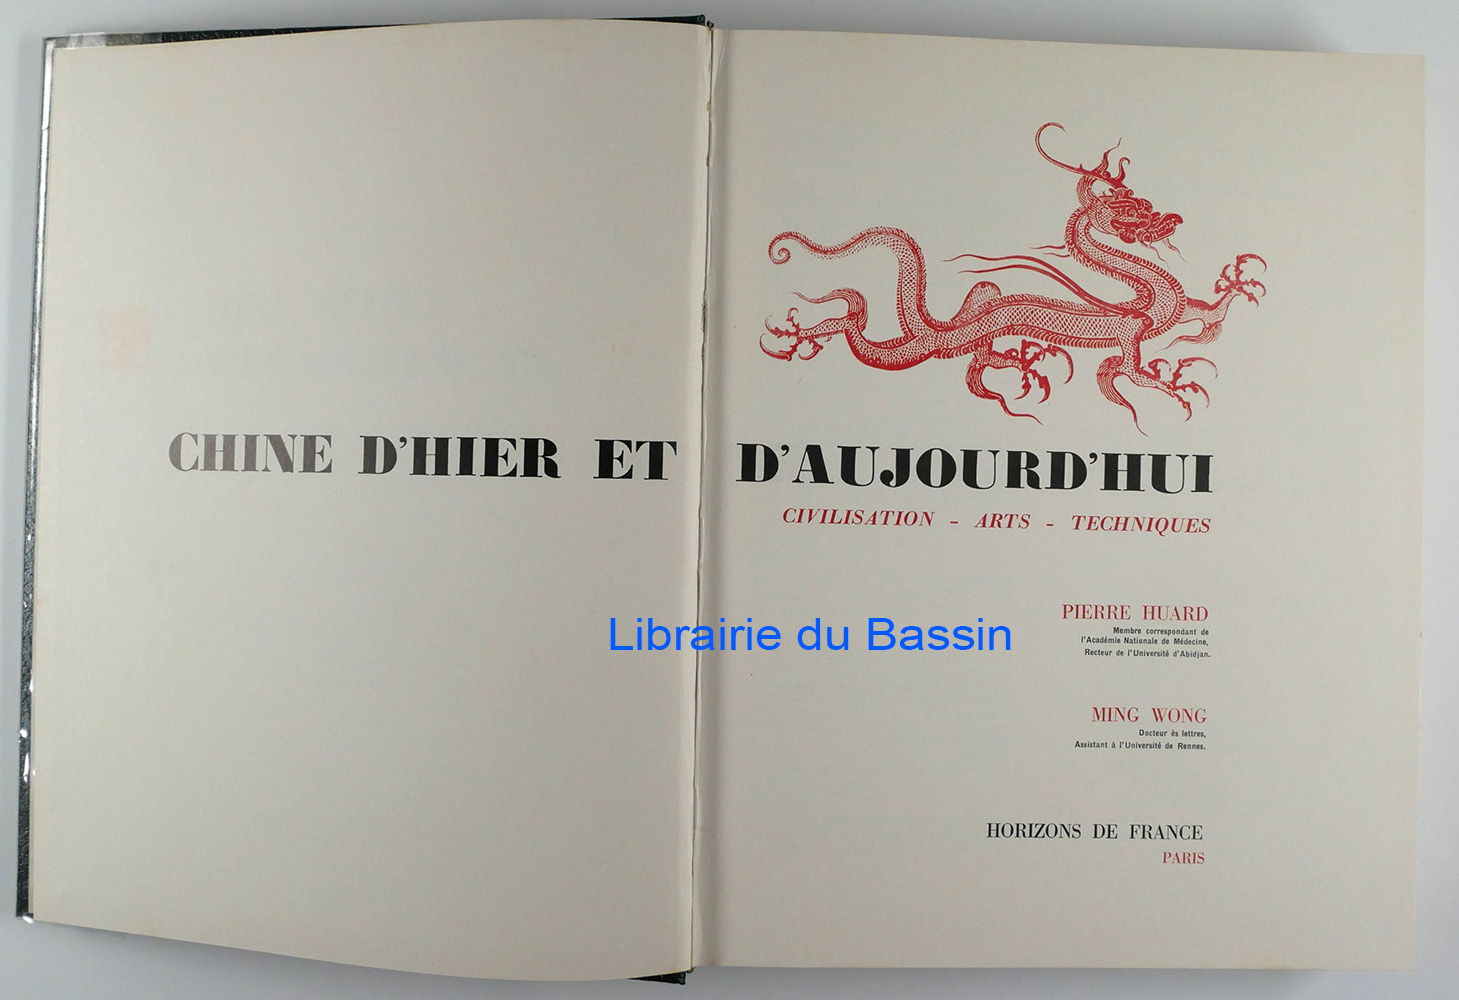 CHINE D'HIER ET D'AUJOURD'HUI
CIVILISATION - ARTS - TECHNIQUES
PIERRE HUARD
Membre correspondant de
l'Académie Nationale de Médecine,
Recteur de l'Université d'Abidjan.
Librairie du Bassin
MING WONG
Docteur ès lettres,
Assistant à l'Université de Rennes.
HORIZONS DE FRANCE
PARIS